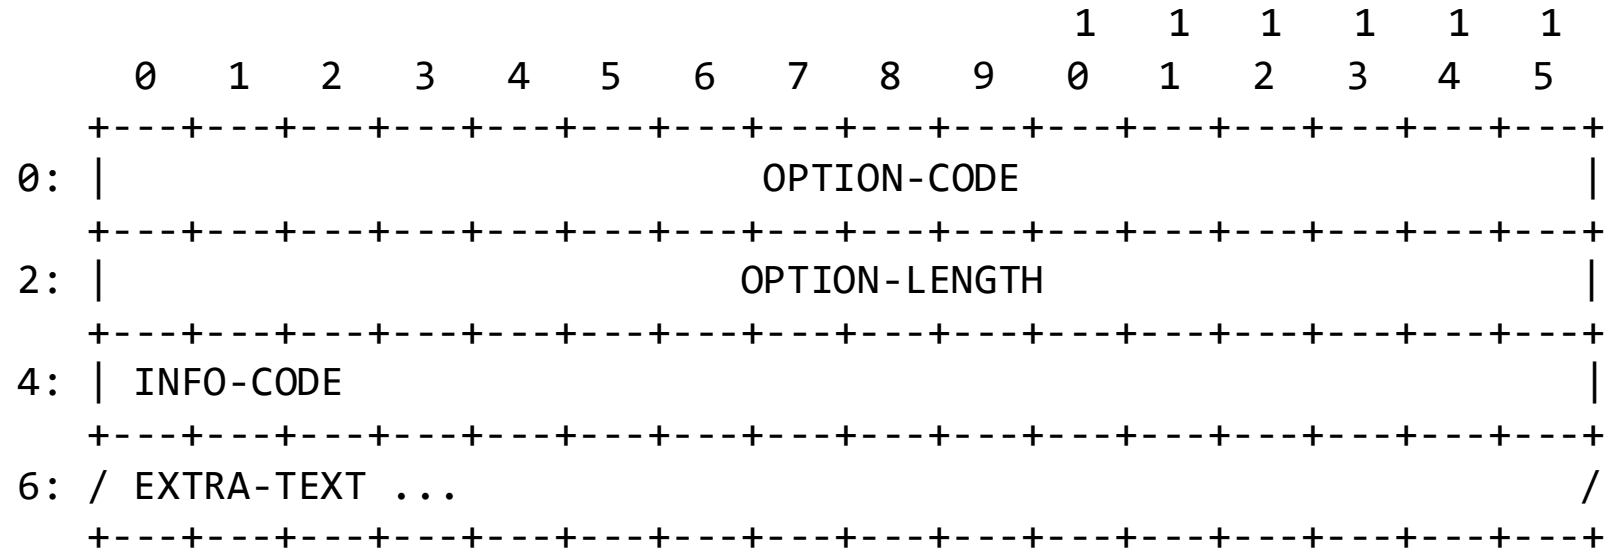 1   1   1   1   1   1
     0   1   2   3   4   5   6   7   8   9   0   1   2   3   4   5
   +---+---+---+---+---+---+---+---+---+---+---+---+---+---+---+---+
0: |                            OPTION-CODE                        |
   +---+---+---+---+---+---+---+---+---+---+---+---+---+---+---+---+
2: |                           OPTION-LENGTH                       |
   +---+---+---+---+---+---+---+---+---+---+---+---+---+---+---+---+
4: | INFO-CODE                                                     |
   +---+---+---+---+---+---+---+---+---+---+---+---+---+---+---+---+
6: / EXTRA-TEXT ...                                                /
   +---+---+---+---+---+---+---+---+---+---+---+---+---+---+---+---+